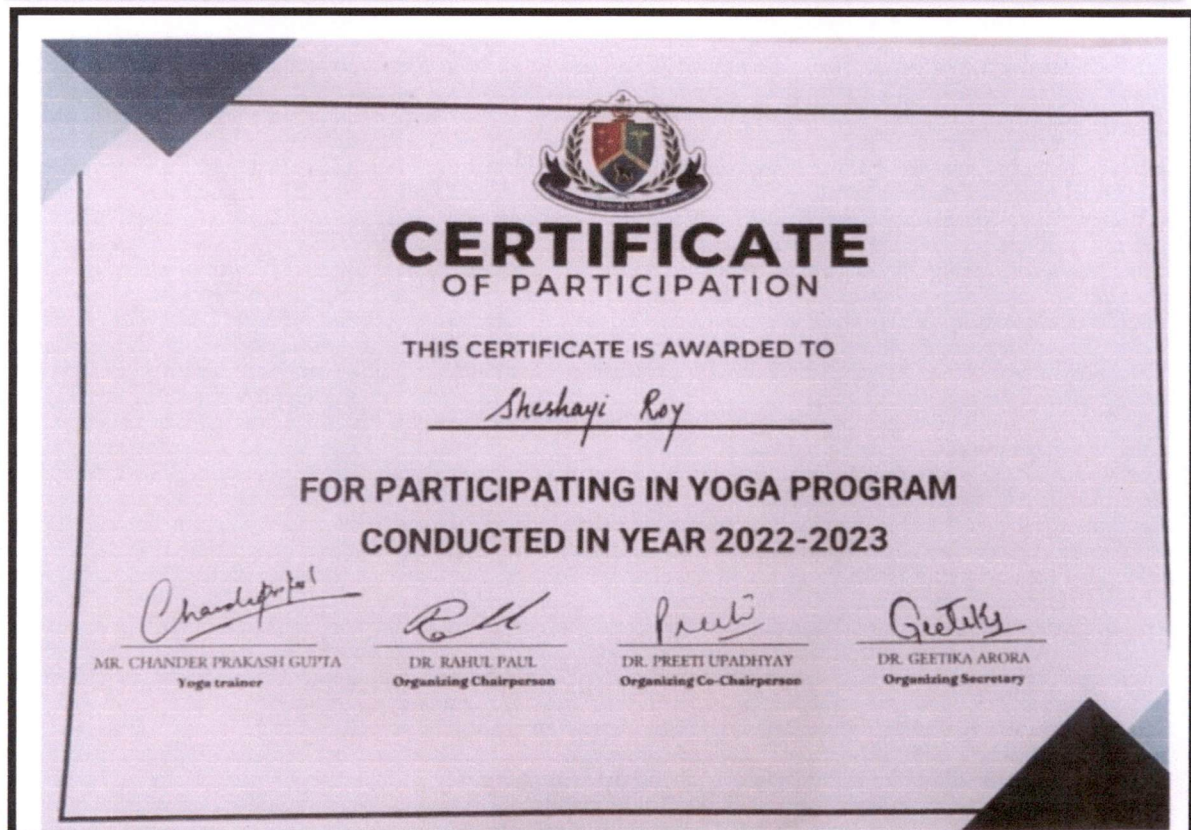 CERTIFICATE
OF PARTICIPATION
THIS CERTIFICATE IS AWARDED TO
Sheshayi Roy
FOR PARTICIPATING IN YOGA PROGRAM
CONDUCTED IN YEAR 2022-2023
Preeti
Geetika
MR. CHANDER PRAKASH GUPTA
DR. RAHUL PAUL
DR. PREETI UPADHYAY
DR. GEETIKA ARORA
Yoga trainer
Organizing Chairperson
Organizing Co-Chairperson
Organizing Secretary